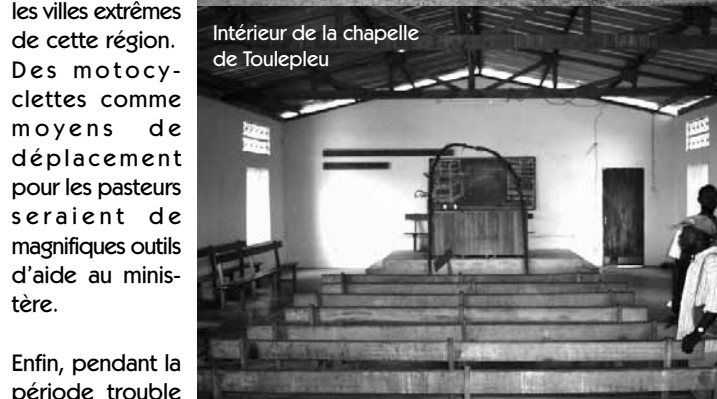 les villes extrêmes
de cette région.
Des motocy-
clettes comme
moyens de
déplacement
pour les pasteurs
seraient de
magnifiques outils
d'aide au minis-
tère.
Enfin, pendant la
période trouble
Intérieur de la chapelle
de Toulepleu